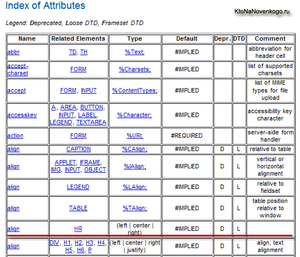 KtoNaNovenkogo.ru
Index of Attributes
Legend: Deprecated, Loose DTD, Frameset DTD
Name Related Elements Type Default Depr. DTD Comment
abbr TD, TH %Text; #IMPLIED abbreviation for
header cell
accept-
charset FORM %Charsets; #IMPLIED list of supported
charsets
accept FORM, INPUT %ContentTypes; #IMPLIED list of MIME
types for file
upload
accesskey A, AREA, BUTTON,
INPUT, LABEL,
LEGEND, TEXTAREA %Character; #IMPLIED accessibility key
character
action FORM %URI; #REQUIRED server-side form
handler
align CAPTION %CAlign; #IMPLIED D L relative to table
align APPLET, IFRAME,
IMG, INPUT, OBJECT %IAlign; #IMPLIED D L vertical or
horizontal
alignment
align LEGEND %LAlign; #IMPLIED D L relative to
fieldset
align TABLE %TAlign; #IMPLIED D L table position
relative to
window
align HR (left | center |
right) #IMPLIED D L
align DIV, H1, H2, H3, H4,
H5, H6, P (left | center | right
| justify) #IMPLIED D L align, text alignment